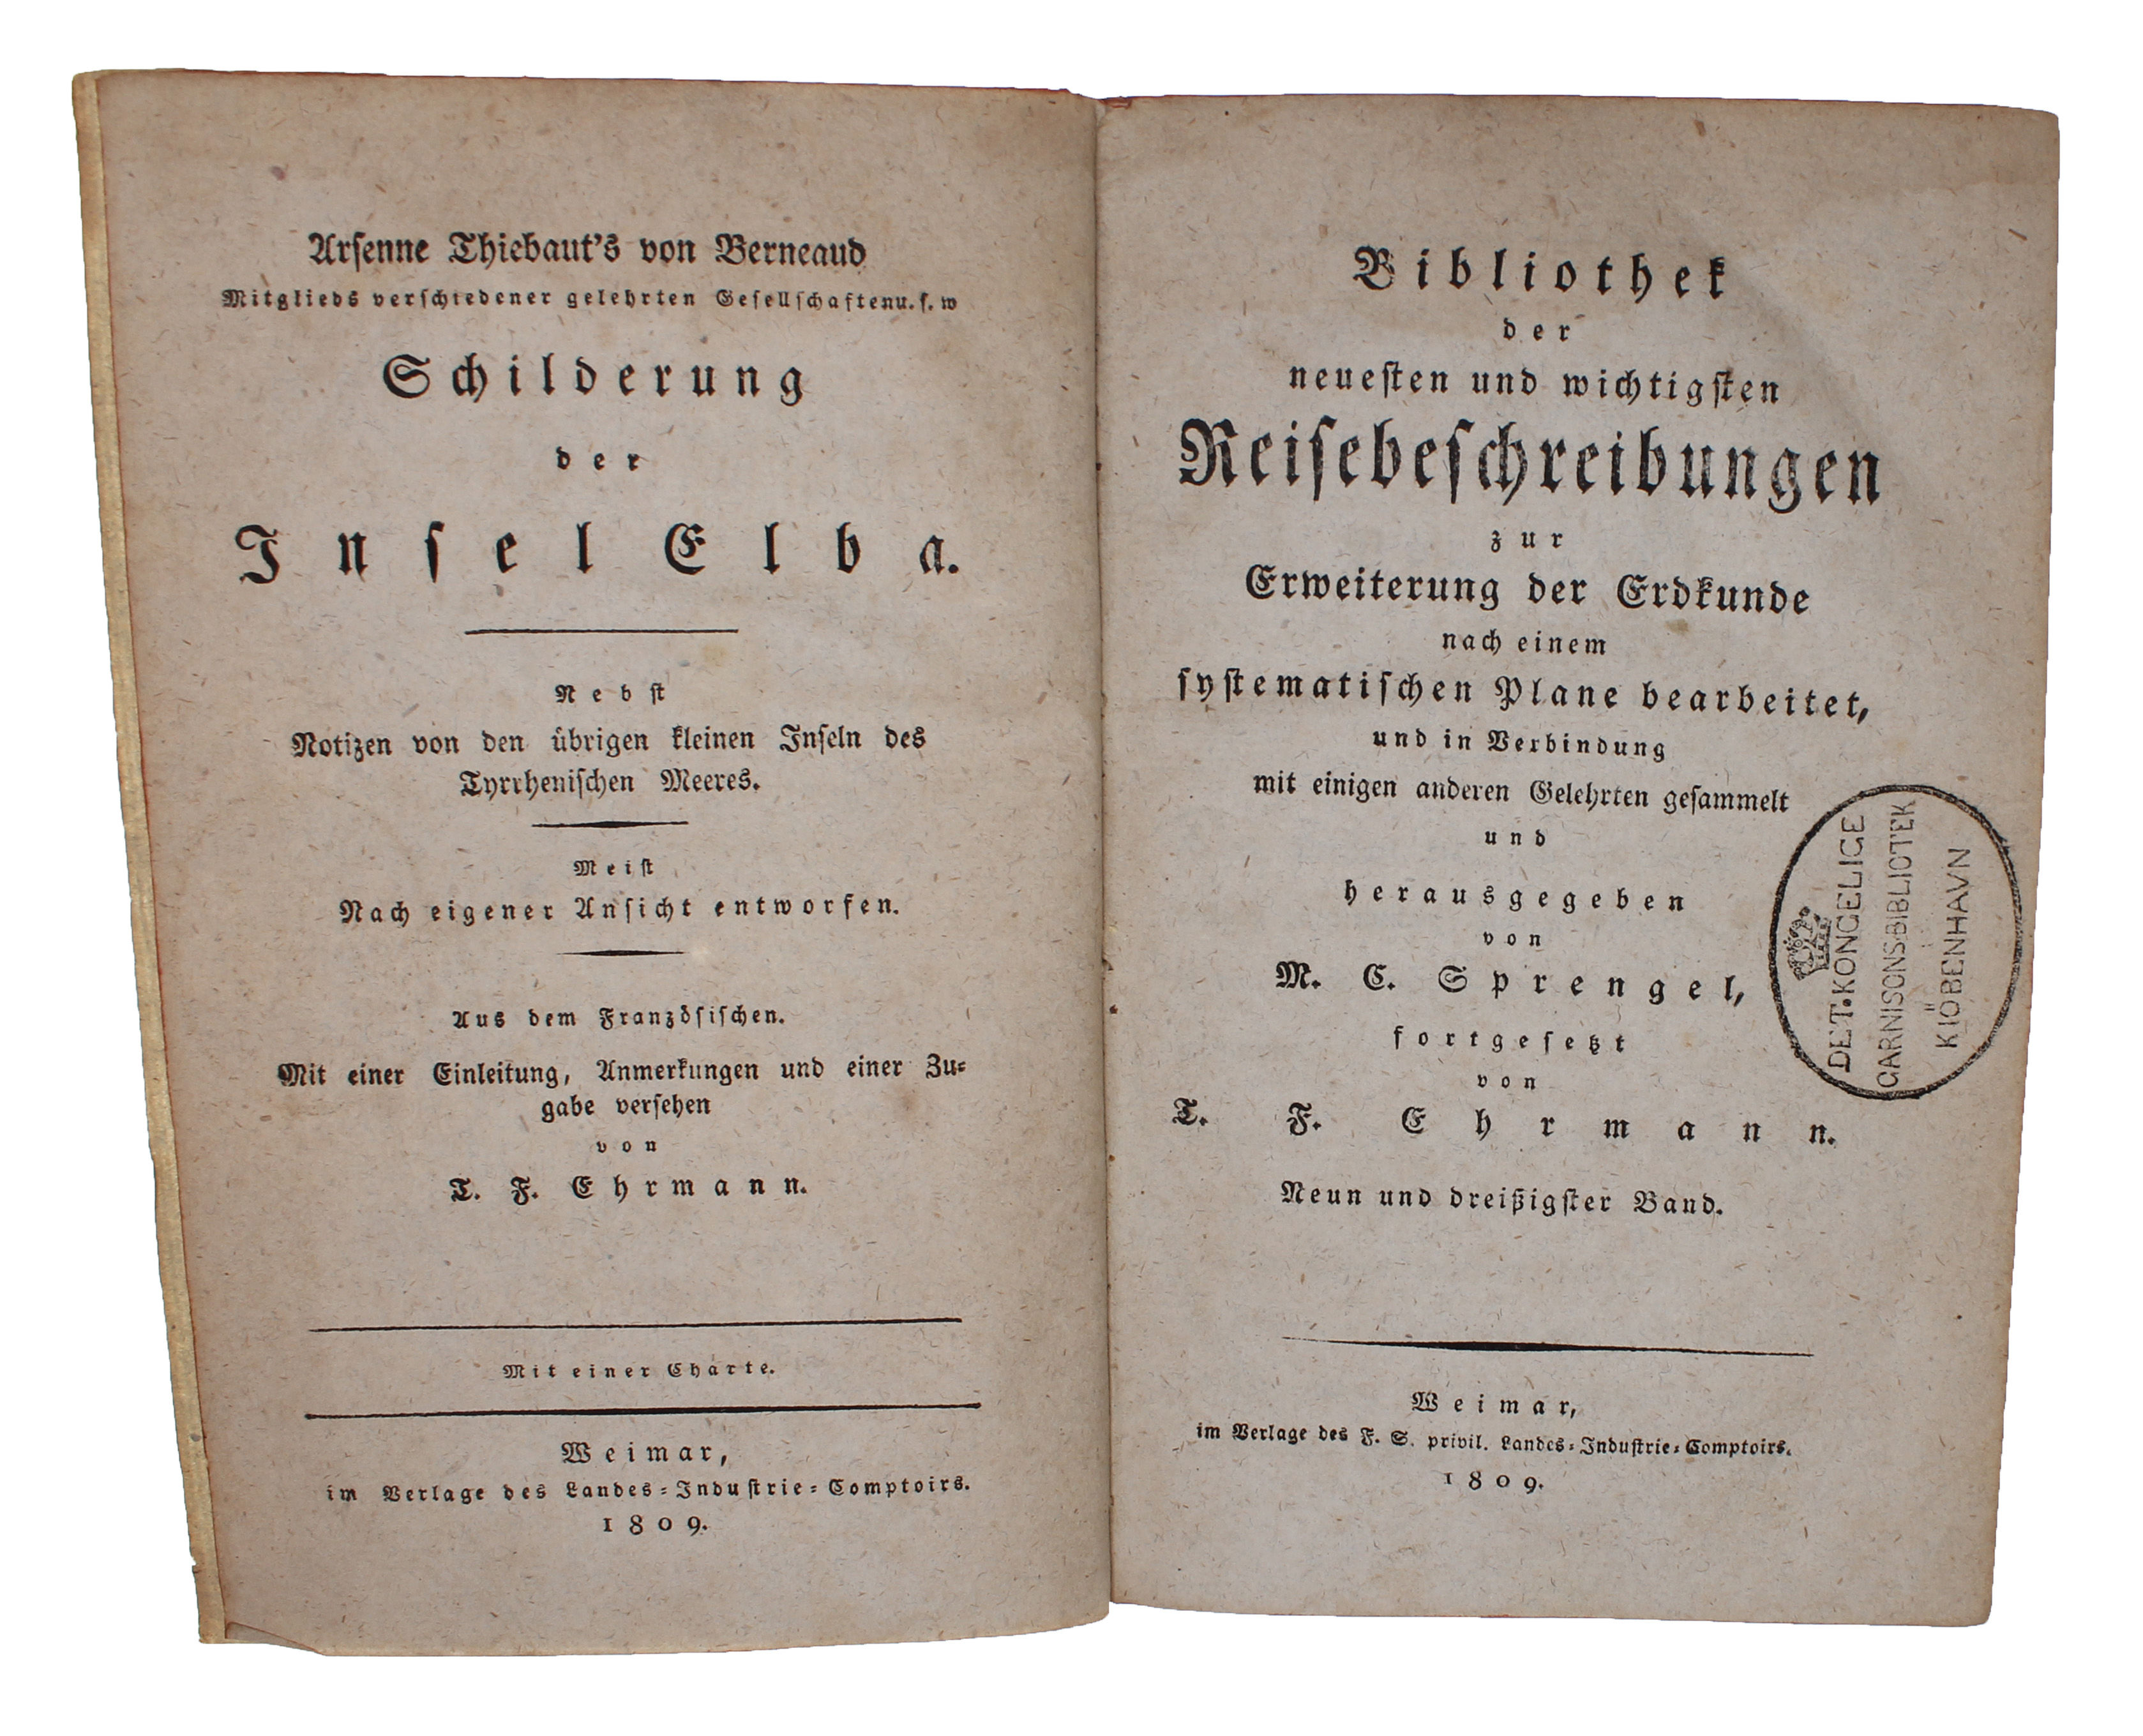 Arsenne Thiebaut's von Berneaud
Mitglieds verschiedener gelehrten Gesellschaftenu. s. w
Schilderung
der
Insel Elba.
Nebst
Notizen von den übrigen kleinen Inseln des
Tyrrhenischen Meeres.
Meist
Nach eigener Ansicht entworfen.
Aus dem Französischen.
Mit einer Einleitung, Anmerkungen und einer Zu-
gabe versehen
von
T. F. Ehrmann.
Mit einer Charte.
Weimar,
im Verlage des Landes-Industrie-Comptoirs.
1809.
Bibliothek
der
neuesten und wichtigsten
Reisebeschreibungen
zur
Erweiterung der Erdkunde
nach einem
systematischen Plane bearbeitet,
und in Verbindung
mit einigen anderen Gelehrten gesammelt
und
herausgegeben
von
M. C. Sprengel,
fortgesetzt
von
T. F. Ehrmann.
Neun und dreißigster Band.
Weimar,
im Verlage des F. S. privil. Landes-Industrie-Comptoirs.
1809.
DET•KONGELIGE
GARNISONSBIBLIOTEK
KIÖBENHAVN